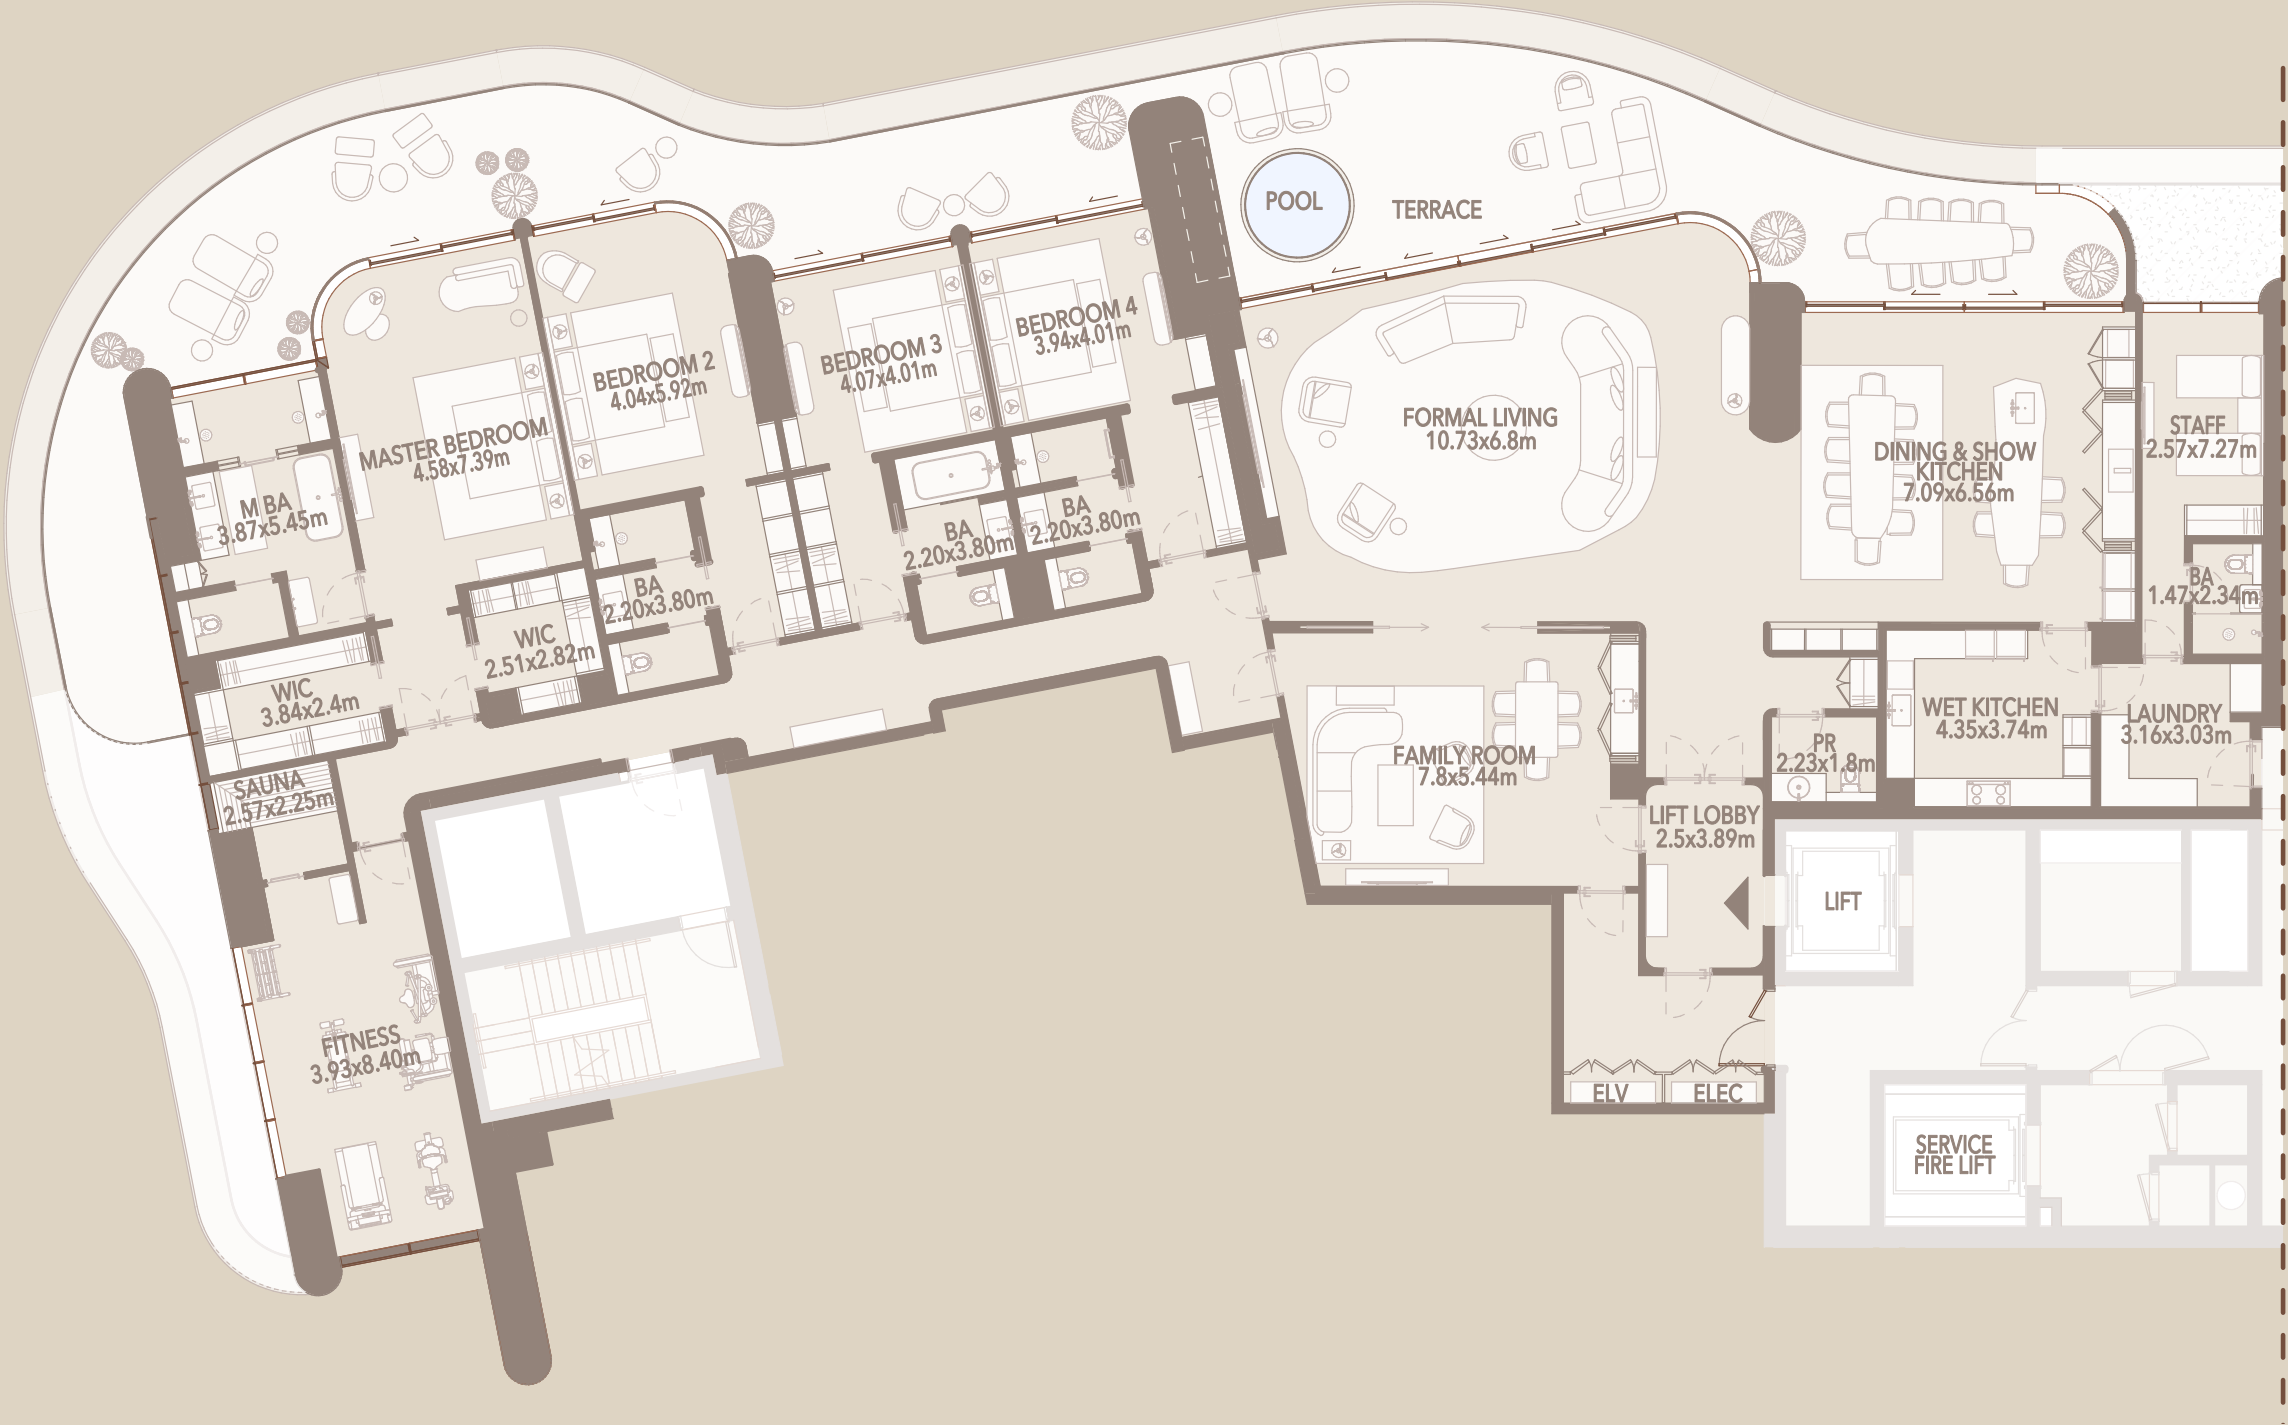 POOL
TERRACE
BEDROOM 4
3.94x4.01m
BEDROOM 3
4.07x4.01m
BEDROOM 2
4.04x5.92m
MASTER BEDROOM
4.58x7.39m
FORMAL LIVING
10.73x6.8m
DINING & SHOW
KITCHEN
7.09x6.56m
STAFF
2.57x7.27m
M BA
3.87x5.45m
BA
2.20x3.80m
BA
2.20x3.80m
BA
2.20x3.80m
BA
1.47x2.34m
WIC
2.51x2.82m
WIC
3.84x2.4m
SAUNA
2.57x2.25m
FAMILY ROOM
7.8x5.44m
PR
2.23x1.8m
WET KITCHEN
4.35x3.74m
LAUNDRY
3.16x3.03m
LIFT LOBBY
2.5x3.89m
LIFT
FITNESS
3.93x8.40m
ELV
ELEC
SERVICE
FIRE LIFT